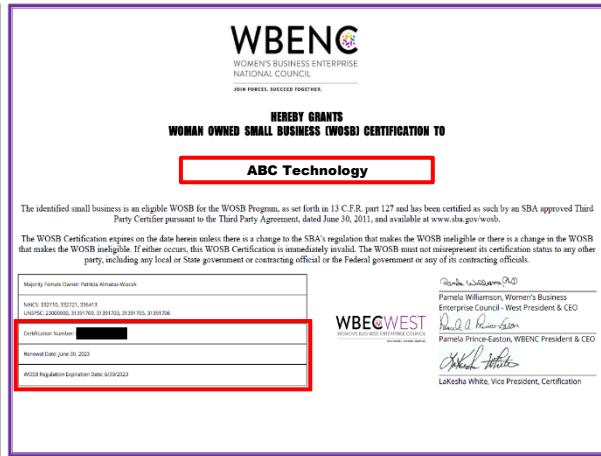 WBENC
WOMEN'S BUSINESS ENTERPRISE
NATIONAL COUNCIL
JOIN FORCES. SUCCEED TOGETHER.
HEREBY GRANTS
WOMAN OWNED SMALL BUSINESS (WOSB) CERTIFICATION TO
ABC Technology
The identified small business is an eligible WOSB for the WOSB Program, as set forth in 13 C.F.R. part 127 and has been certified as such by an SBA approved Third
Party Certifier pursuant to the Third Party Agreement, dated June 30, 2011, and available at www.sba.gov/wosb.
The WOSB Certification expires on the date herein unless there is a change to the SBA's regulation that makes the WOSB ineligible or there is a change in the WOSB
that makes the WOSB ineligible. If either occurs, this WOSB Certification is immediately invalid. The WOSB must not misrepresent its certification status to any other
party, including any local or State government or contracting official or the Federal government or any of its contracting officials.
Majority Female Owner: Patricia
NAICS: 332710, 332721, 336413
UNSPSC: 23000000, 31391700, 31391703, 31391705, 31391706
Certification Number:
Renewal Date: June 30, 2023
WOSB Regulation Expiration Date: 6/30/2023
WBECWEST
WOMEN'S BUSINESS ENTERPRISE COUNCIL
Pamela Williamson, Women's Business
Enterprise Council - West President & CEO
Pamela Prince-Eason, WBENC President & CEO
LaKesha White, Vice President, Certification